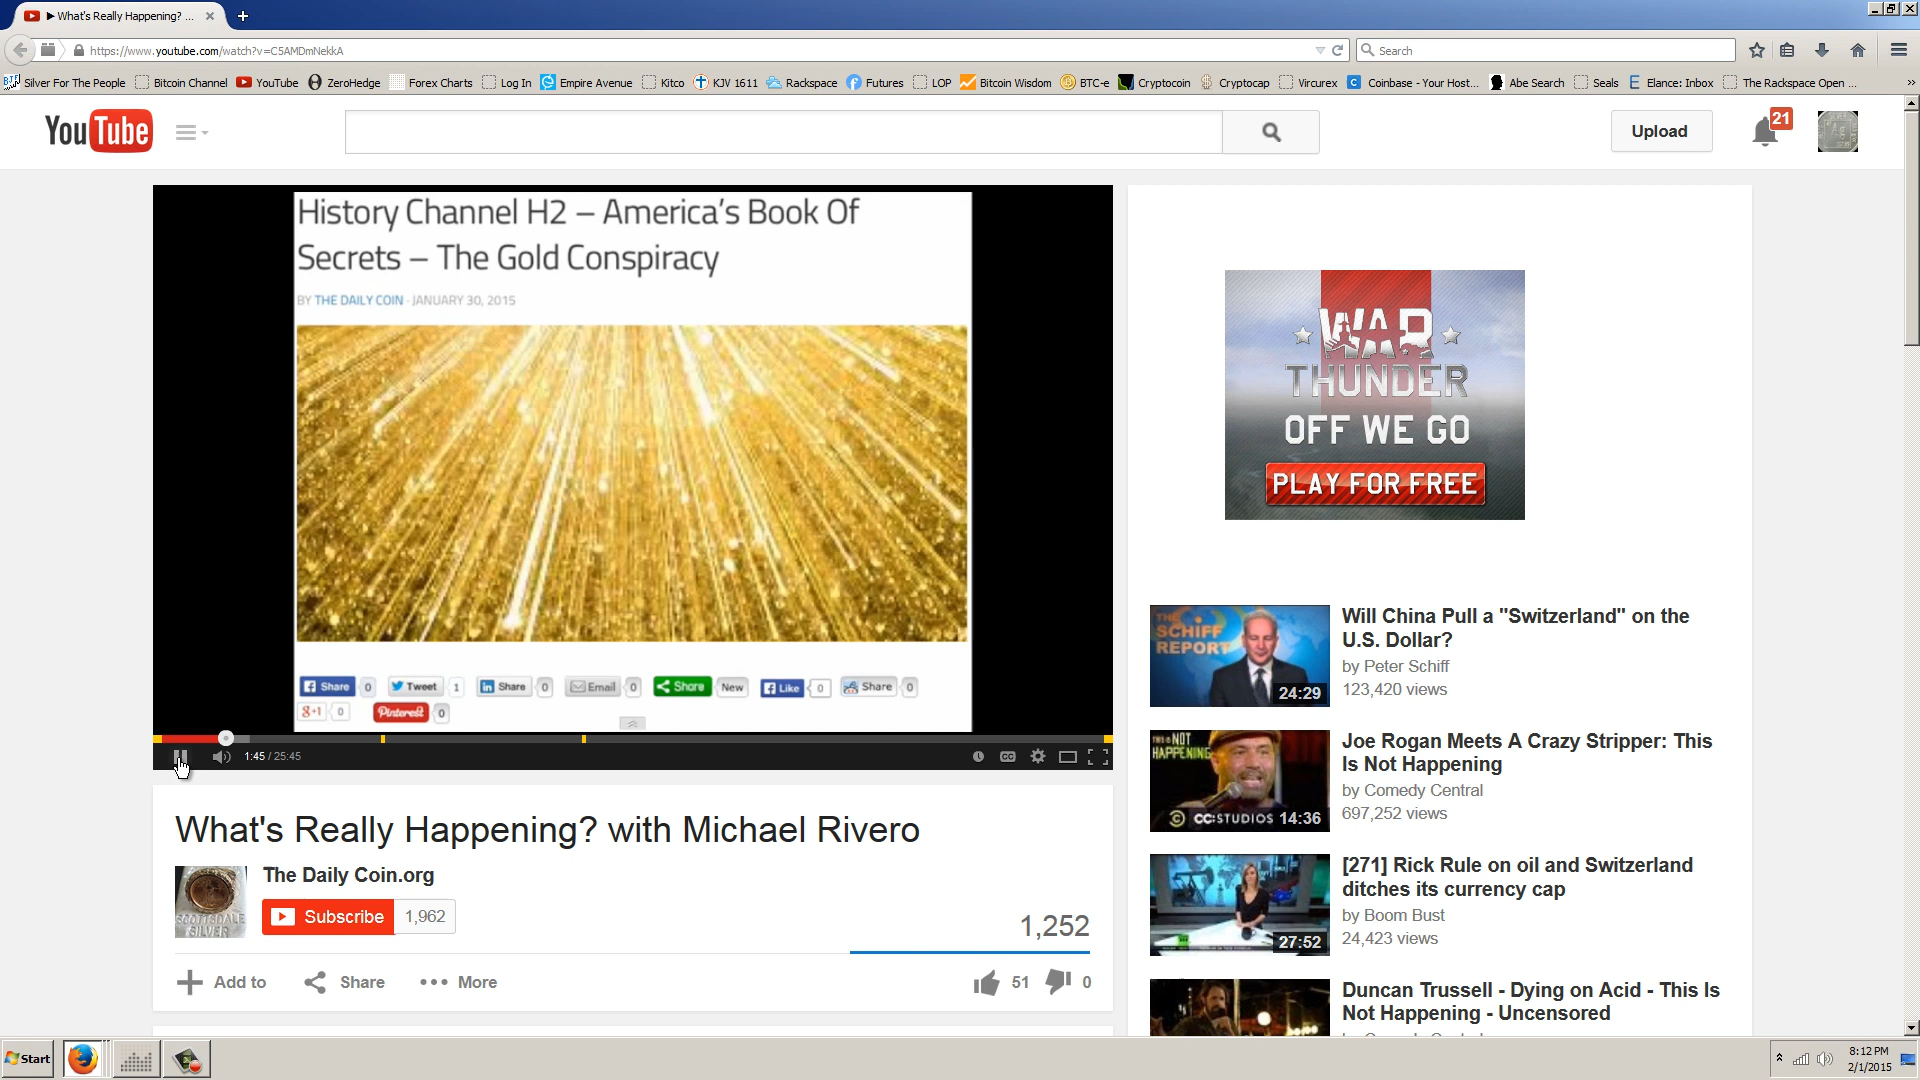 ▶ What's Really Happening? ...
https://www.youtube.com/watch?v=C5AMDmNekkA
Search
Silver For The People
Bitcoin Channel
YouTube
ZeroHedge
Forex Charts
Log In
Empire Avenue
Kitco
KJV 1611
Rackspace
Futures
LOP
Bitcoin Wisdom
BTC-e
Cryptocoin
Cryptocap
Vircurex
Coinbase - Your Host...
Abe Search
Seals
Elance: Inbox
The Rackspace Open ...
YouTube
Upload
21
History Channel H2 – America's Book Of
Secrets – The Gold Conspiracy
BY THE DAILY COIN · JANUARY 30, 2015
Share 0
Tweet 1
Share 0
Email 0
Share New
Like 0
Share 0
g+1 0
Pinterest 0
1:45 / 25:45
CC
What's Really Happening? with Michael Rivero
SCOTTSDALE
SILVER
The Daily Coin.org
Subscribe 1,962
1,252
Add to
Share
More
51
0
WAR
THUNDER
OFF WE GO
PLAY FOR FREE
THE
SCHIFF
REPORT
24:29
Will China Pull a "Switzerland" on the
U.S. Dollar?
by Peter Schiff
123,420 views
THIS IS NOT
HAPPENING
CC:STUDIOS 14:36
Joe Rogan Meets A Crazy Stripper: This
Is Not Happening
by Comedy Central
697,252 views
27:52
[271] Rick Rule on oil and Switzerland
ditches its currency cap
by Boom Bust
24,423 views
Duncan Trussell - Dying on Acid - This Is
Not Happening - Uncensored
Start
8:12 PM
2/1/2015